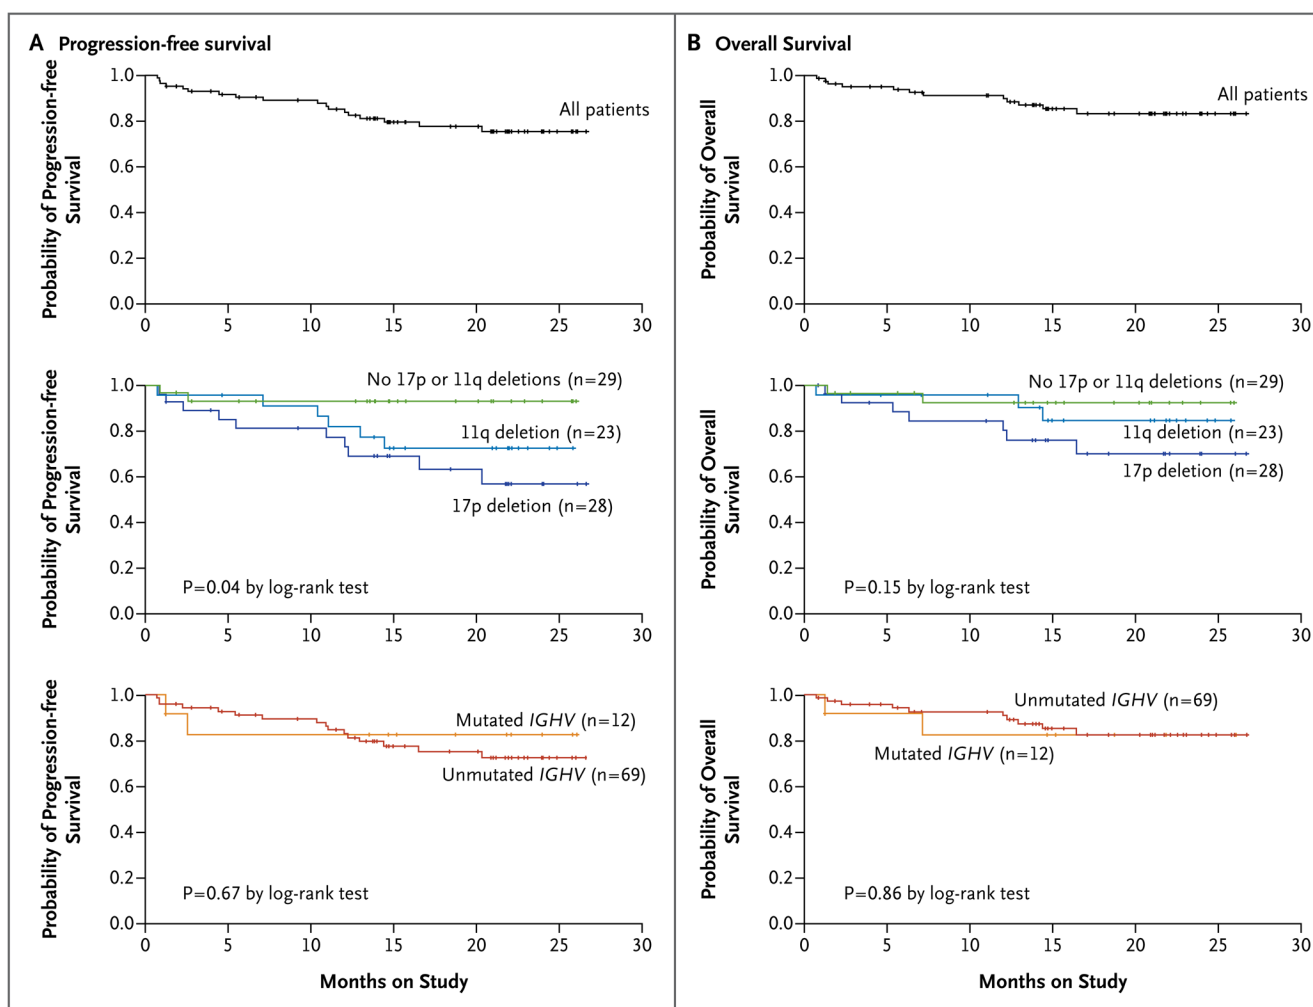 A Progression-free survival
Probability of Progression-free
Survival
1.0
0.8
0.6
0.4
0.2
0.0
All patients
0 5 10 15 20 25 30
Probability of Progression-free
Survival
1.0
0.8
0.6
0.4
0.2
0.0
No 17p or 11q deletions (n=29)
11q deletion (n=23)
17p deletion (n=28)
P=0.04 by log-rank test
0 5 10 15 20 25 30
Probability of Progression-free
Survival
1.0
0.8
0.6
0.4
0.2
0.0
Mutated IGHV (n=12)
Unmutated IGHV (n=69)
P=0.67 by log-rank test
0 5 10 15 20 25 30
Months on Study
B Overall Survival
Probability of Overall
Survival
1.0
0.8
0.6
0.4
0.2
0.0
All patients
0 5 10 15 20 25 30
Probability of Overall
Survival
1.0
0.8
0.6
0.4
0.2
0.0
No 17p or 11q deletions (n=29)
11q deletion (n=23)
17p deletion (n=28)
P=0.15 by log-rank test
0 5 10 15 20 25 30
Probability of Overall
Survival
1.0
0.8
0.6
0.4
0.2
0.0
Unmutated IGHV (n=69)
Mutated IGHV (n=12)
P=0.86 by log-rank test
0 5 10 15 20 25 30
Months on Study